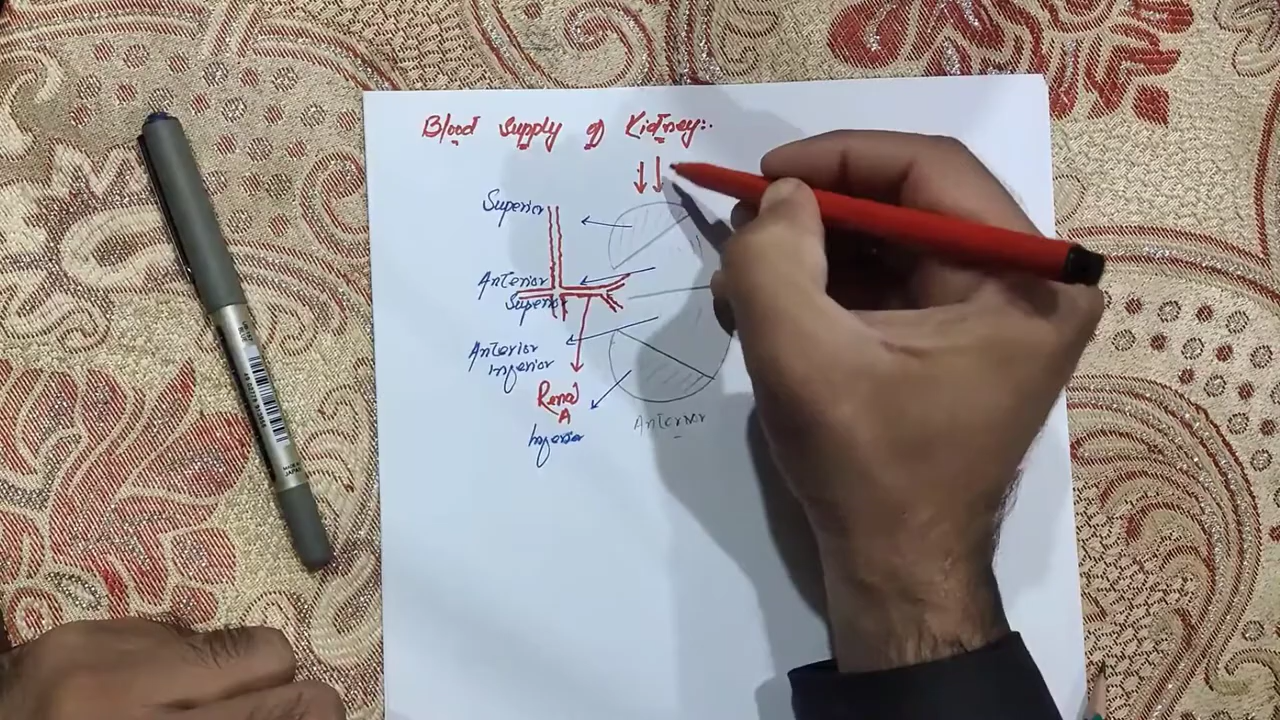 Blood Supply of Kidney:.
Superior
Anterior
Superior
Anterior
Inferior
Renal
A
Inferior
Anterior